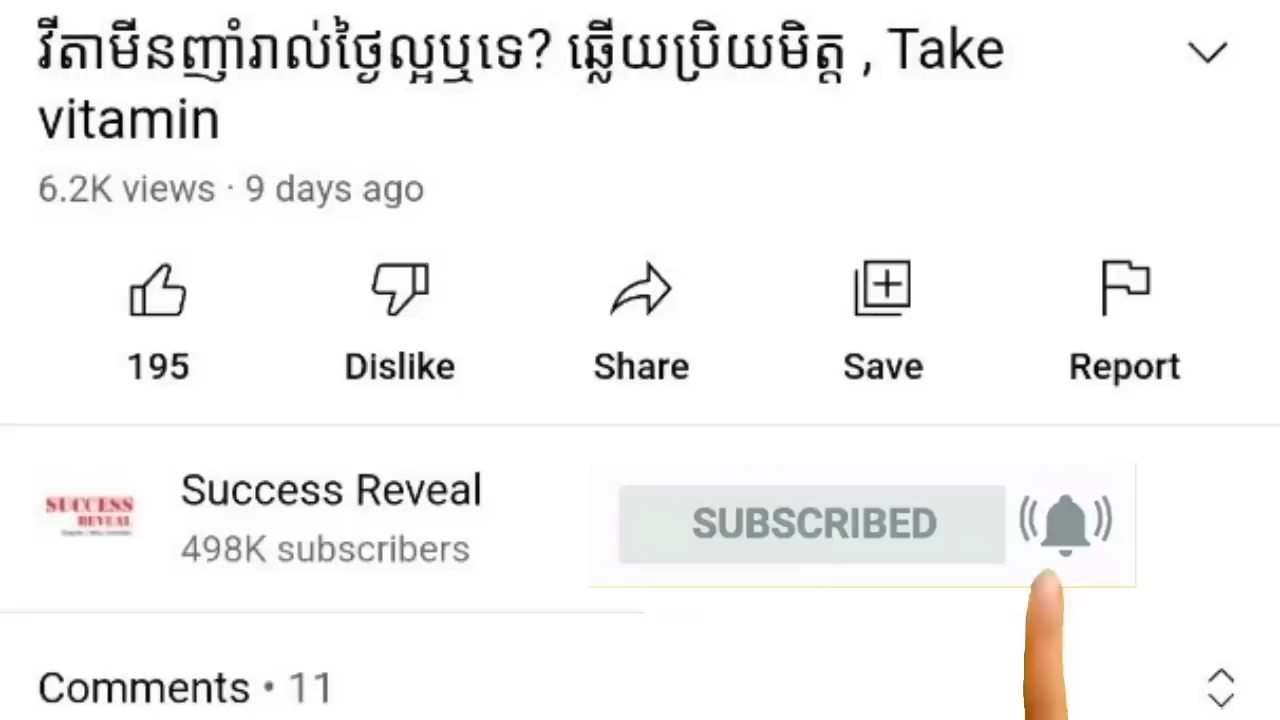 វីតាមីនញ៉ាំរាល់ថ្ងៃល្អឬទេ? ឆ្លើយប្រិយមិត្ត , Take
vitamin
6.2K views · 9 days ago
195 Dislike Share Save Report
SUCCESS
REVEAL
Success Reveal
498K subscribers
SUBSCRIBED
Comments • 11